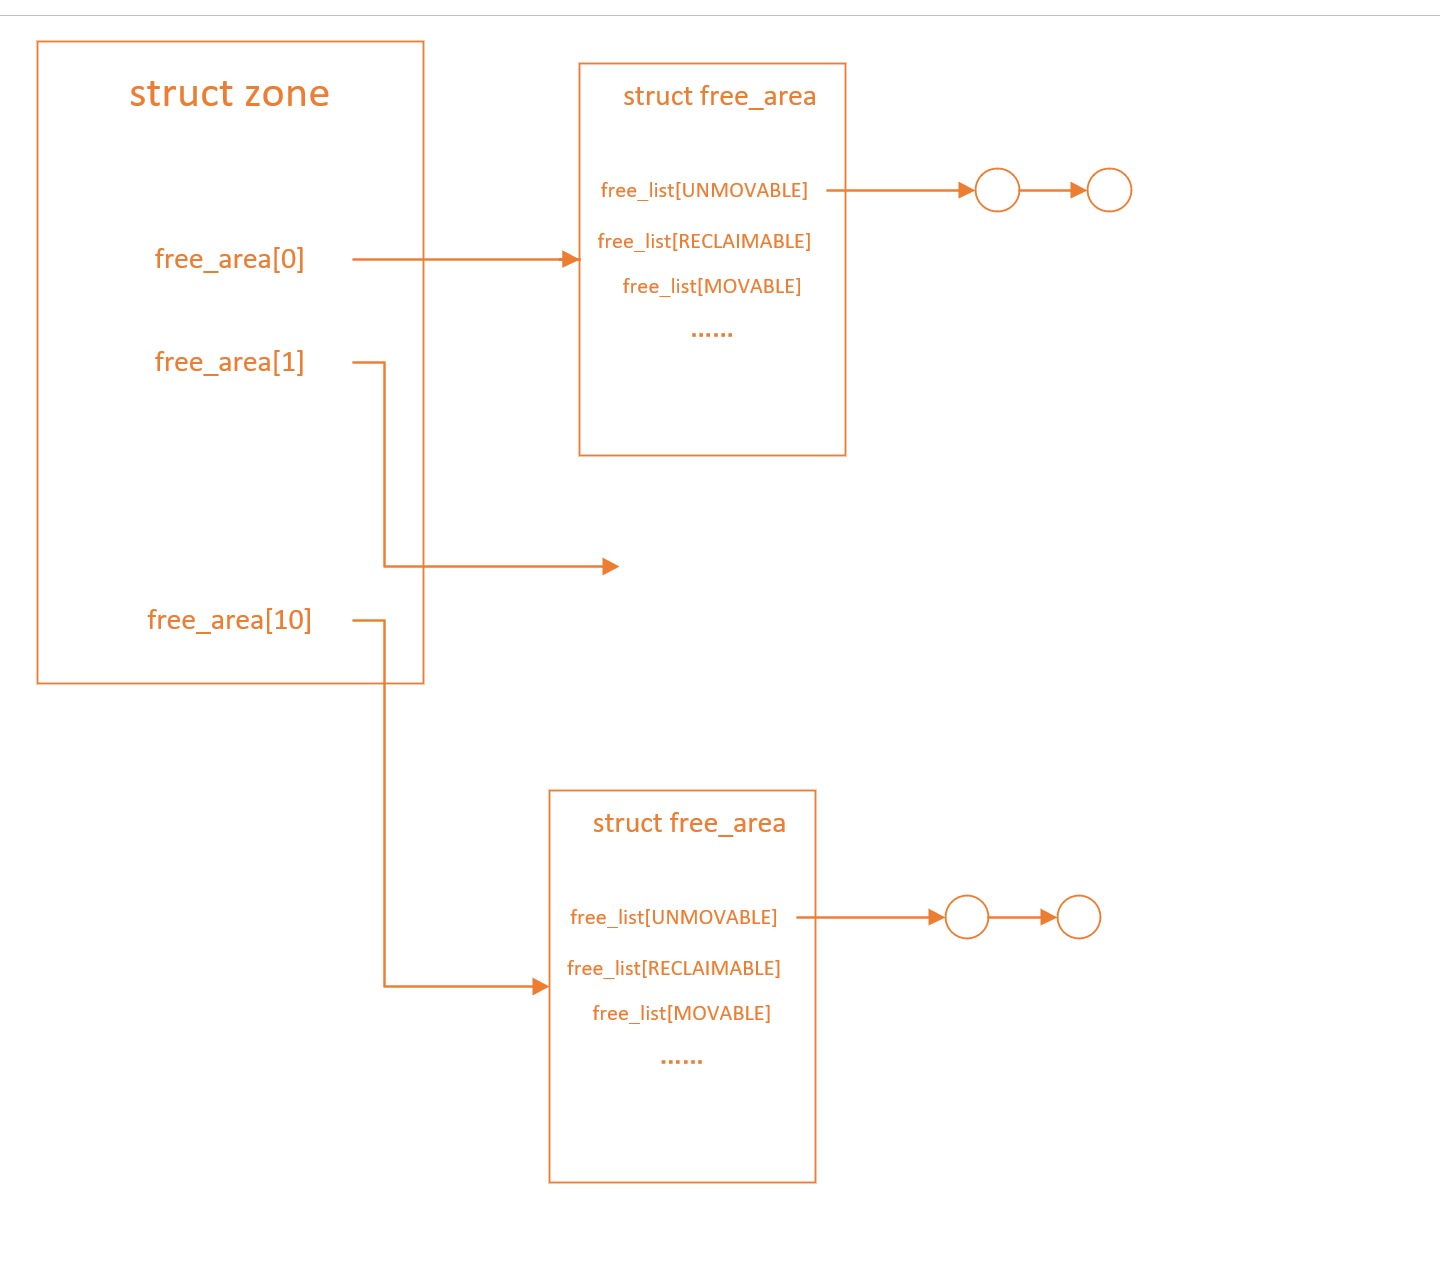 struct zone
free_area[0]
free_area[1]
free_area[10]
struct free_area
free_list[UNMOVABLE]
free_list[RECLAIMABLE]
free_list[MOVABLE]
......
struct free_area
free_list[UNMOVABLE]
free_list[RECLAIMABLE]
free_list[MOVABLE]
......